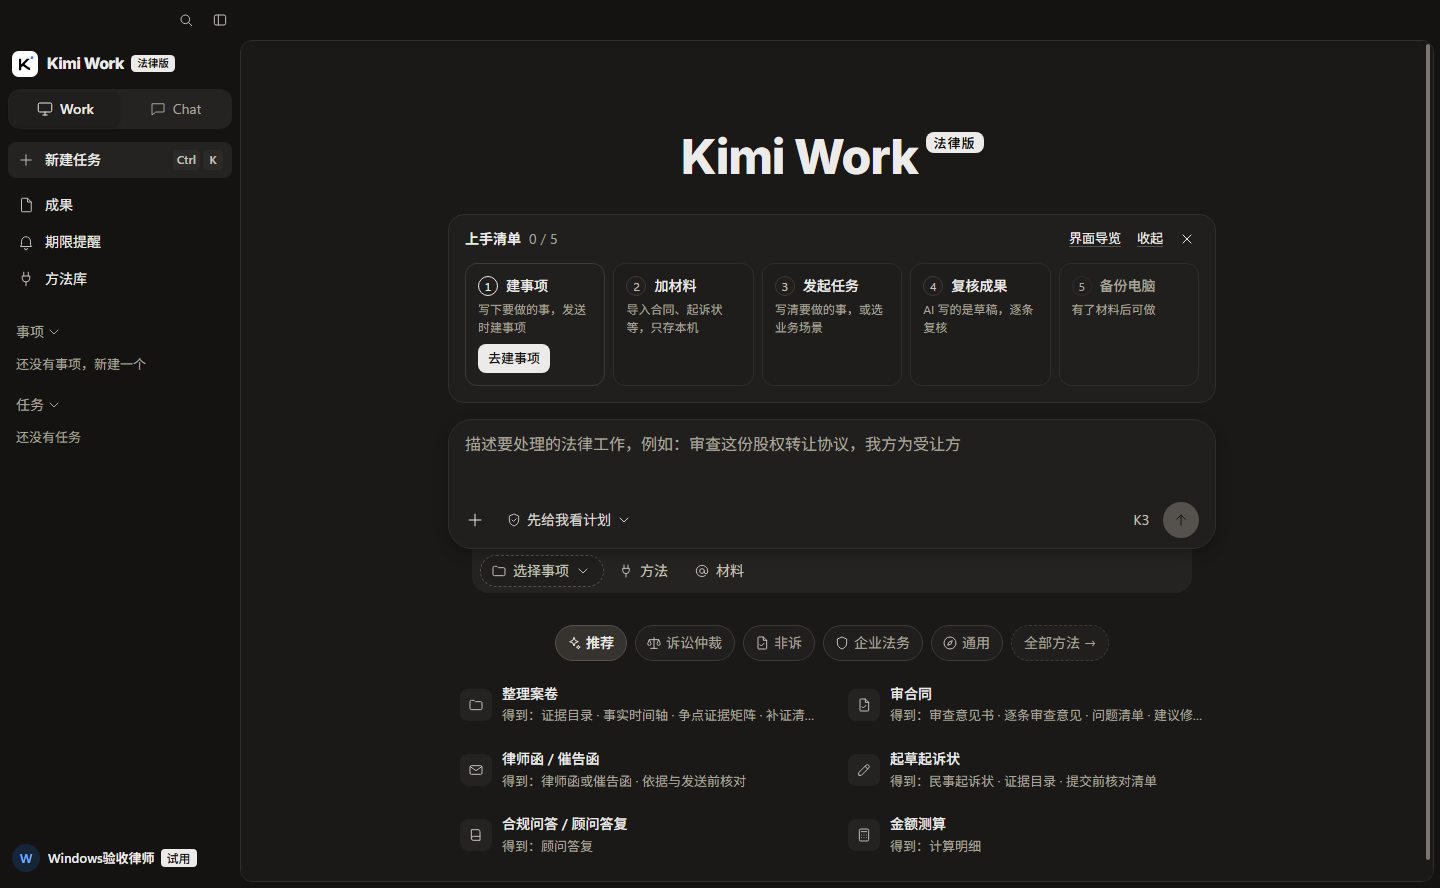 Kimi Work 法律版
Work
Chat
新建任务 Ctrl K
成果
期限提醒
方法库
事项
还没有事项，新建一个
任务
还没有任务
W Windows验收律师 试用
Kimi Work 法律版
上手清单 0 / 5
界面导览 收起
1 建事项
写下要做的事，发送
时建事项
去建事项
2 加材料
导入合同、起诉状
等，只存本机
3 发起任务
写清要做的事，或选
业务场景
4 复核成果
AI 写的是草稿，逐条
复核
5 备份电脑
有了材料后可做
描述要处理的法律工作，例如：审查这份股权转让协议，我方为受让方
先给我看计划
K3
选择事项 方法 材料
推荐 诉讼仲裁 非诉 企业法务 通用 全部方法 →
整理案卷
得到：证据目录 · 事实时间轴 · 争点证据矩阵 · 补证清...
审合同
得到：审查意见书 · 逐条审查意见 · 问题清单 · 建议修...
律师函 / 催告函
得到：律师函或催告函 · 依据与发送前核对
起草起诉状
得到：民事起诉状 · 证据目录 · 提交前核对清单
合规问答 / 顾问答复
得到：顾问答复
金额测算
得到：计算明细